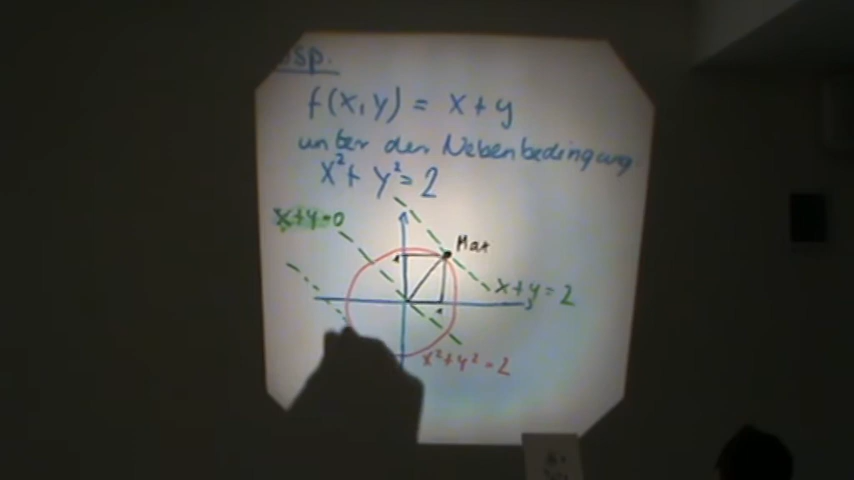 Bsp.
f(x,y) = x+y
unter der Nebenbedingung
x²+ y²=2
x+y=0
Max
x+y=2
x²+y²=2